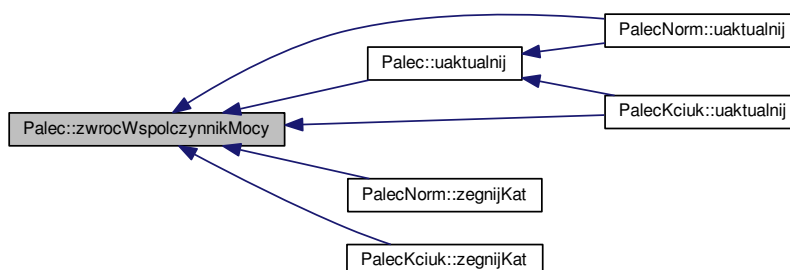 PalecNorm::uaktualnij
Palec::uaktualnij
PalecKciuk::uaktualnij
Palec::zwrocWspolczynnikMocy
PalecNorm::zegnijKat
PalecKciuk::zegnijKat